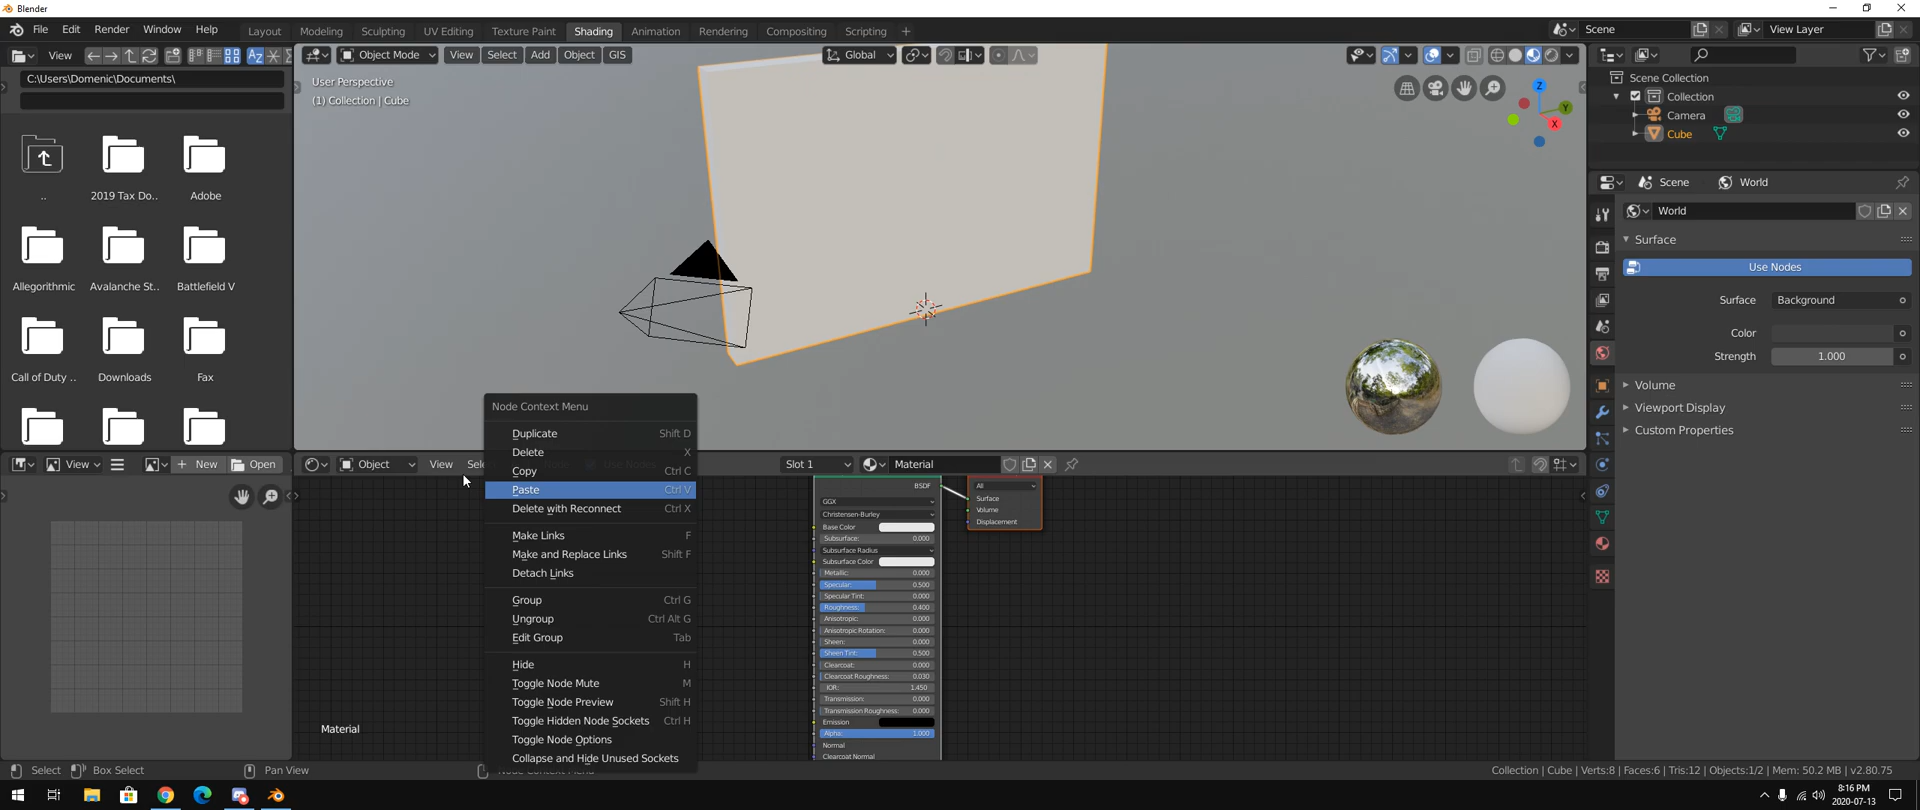 Blender
File Edit Render Window Help
Layout Modeling Sculpting UV Editing Texture Paint Shading Animation Rendering Compositing Scripting +
Scene
View Layer
View
Object Mode View Select Add Object GIS
Global
C:\Users\Domenic\Documents\
User Perspective
(1) Collection | Cube
Z
Y
X
Scene Collection
Collection
Camera
Cube
..
2019 Tax Do..
Adobe
Allegorithmic
Avalanche St..
Battlefield V
Call of Duty ..
Downloads
Fax
Scene World
World
Surface
Use Nodes
Surface Background
Color
Strength 1.000
Volume
Viewport Display
Custom Properties
View + New Open
Object View Sele
Slot 1 Material
Node Context Menu
Duplicate Shift D
Delete X
Copy Ctrl C
Paste Ctrl V
Delete with Reconnect Ctrl X
Make Links F
Make and Replace Links Shift F
Detach Links
Group Ctrl G
Ungroup Ctrl Alt G
Edit Group Tab
Hide H
Toggle Node Mute M
Toggle Node Preview Shift H
Toggle Hidden Node Sockets Ctrl H
Toggle Node Options
Collapse and Hide Unused Sockets
BSDF
GGX
Christensen-Burley
Base Color
Subsurface: 0.000
Subsurface Radius
Subsurface Color
Metallic: 0.000
Specular: 0.500
Specular Tint: 0.000
Roughness: 0.400
Anisotropic: 0.000
Anisotropic Rotation: 0.000
Sheen: 0.000
Sheen Tint: 0.500
Clearcoat: 0.000
Clearcoat Roughness: 0.030
IOR: 1.450
Transmission: 0.000
Transmission Roughness: 0.000
Emission
Alpha: 1.000
Normal
Clearcoat Normal
All
Surface
Volume
Displacement
Material
Select Box Select Pan View Node Context Menu
Collection | Cube | Verts:8 | Faces:6 | Tris:12 | Objects:1/2 | Mem: 50.2 MB | v2.80.75
8:16 PM
2020-07-13